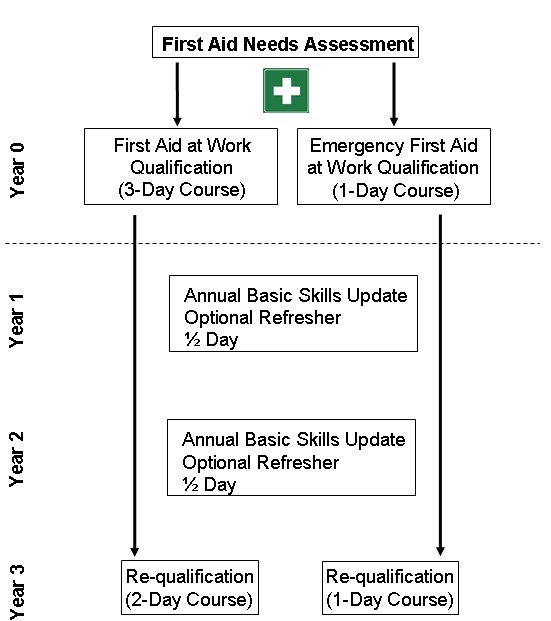 First Aid Needs Assessment
Year 0
First Aid at Work
Qualification
(3-Day Course)
Emergency First Aid
at Work Qualification
(1-Day Course)
Year 1
Annual Basic Skills Update
Optional Refresher
½ Day
Year 2
Annual Basic Skills Update
Optional Refresher
½ Day
Year 3
Re-qualification
(2-Day Course)
Re-qualification
(1-Day Course)